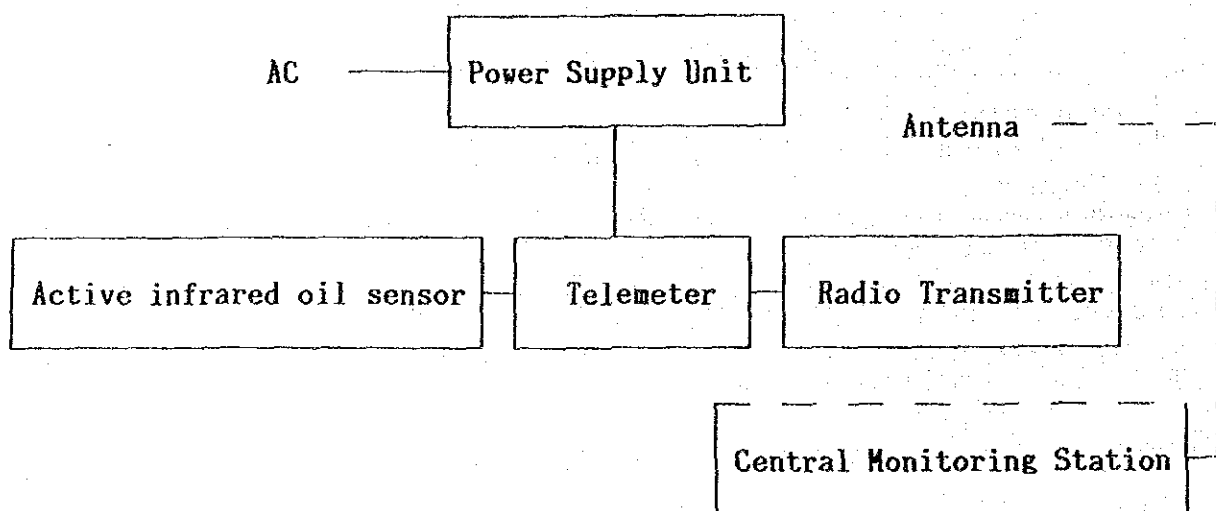 AC
Power Supply Unit
Antenna
Active infrared oil sensor
Telemeter
Radio Transmitter
Central Monitoring Station